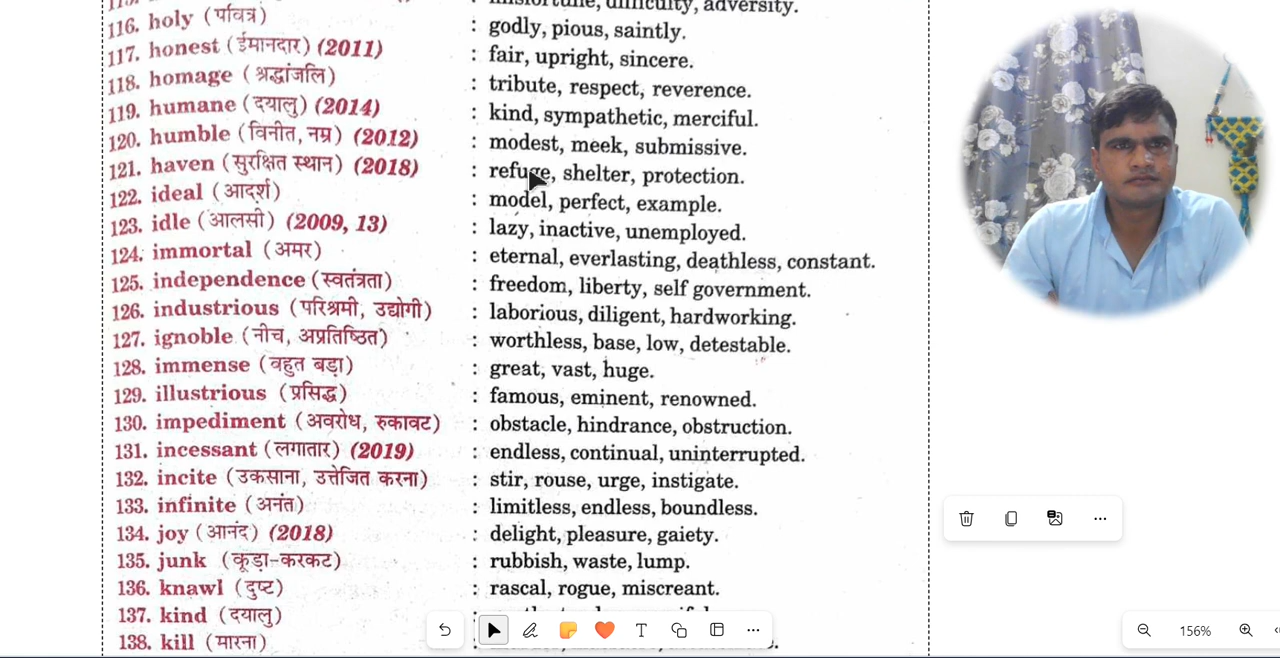 misfortune, difficulty, adversity.
116. holy (पवित्र) : godly, pious, saintly.
117. honest (ईमानदार) (2011) : fair, upright, sincere.
118. homage (श्रद्धांजलि) : tribute, respect, reverence.
119. humane (दयालु) (2014) : kind, sympathetic, merciful.
120. humble (विनीत, नम्र) (2012) : modest, meek, submissive.
121. haven (सुरक्षित स्थान) (2018) : refuge, shelter, protection.
122. ideal (आदर्श) : model, perfect, example.
123. idle (आलसी) (2009, 13) : lazy, inactive, unemployed.
124. immortal (अमर) : eternal, everlasting, deathless, constant.
125. independence (स्वतंत्रता) : freedom, liberty, self government.
126. industrious (परिश्रमी, उद्योगी) : laborious, diligent, hardworking.
127. ignoble (नीच, अप्रतिष्ठित) : worthless, base, low, detestable.
128. immense (बहुत बड़ा) : great, vast, huge.
129. illustrious (प्रसिद्ध) : famous, eminent, renowned.
130. impediment (अवरोध, रुकावट) : obstacle, hindrance, obstruction.
131. incessant (लगातार) (2019) : endless, continual, uninterrupted.
132. incite (उकसाना, उत्तेजित करना) : stir, rouse, urge, instigate.
133. infinite (अनंत) : limitless, endless, boundless.
134. joy (आनंद) (2018) : delight, pleasure, gaiety.
135. junk (कूड़ा-करकट) : rubbish, waste, lump.
136. knawl (दुष्ट) : rascal, rogue, miscreant.
137. kind (दयालु)
138. kill (मारना)
T
156%